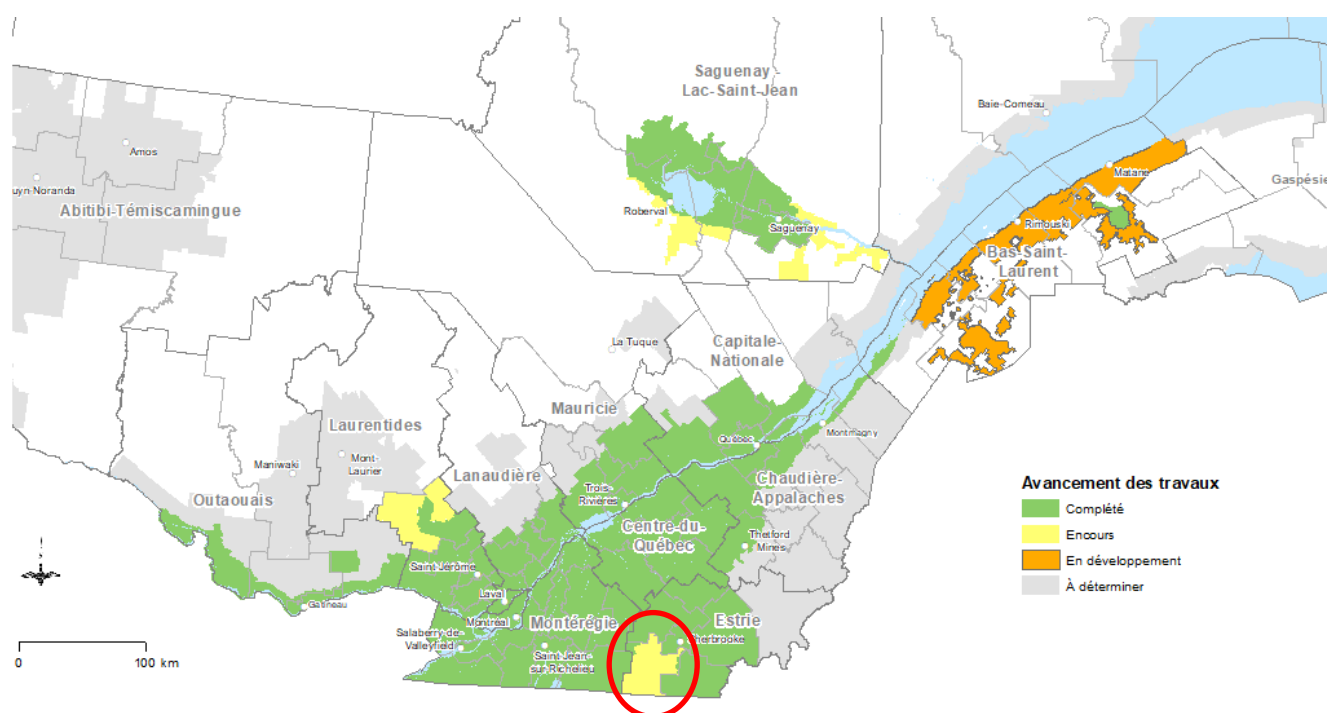 Saguenay -
Lac-Saint-Jean
Baie-Comeau
Amos
uyn-Noranda
Abitibi-Témiscamingue
Matane
Gaspésie
Roberval
Saguenay
Rimouski
Bas-Saint-
Laurent
La Tuque
Capitale-
Nationale
Mauricie
Laurentides
Mont-
Laurier
Maniwaki
Lanaudière
Québec
Montmagny
Outaouais
Trois-
Rivières
Chaudière-
Appalaches
Centre-du-
Québec
Thetford
Mines
Saint-Jérôme
Laval
Gatineau
Montréal
Montérégie
Estrie
Sherbrooke
Salaberry-de-
Valleyfield
Saint-Jean-
sur-Richelieu
0 100 km
Avancement des travaux
Complété
Encours
En développement
À déterminer